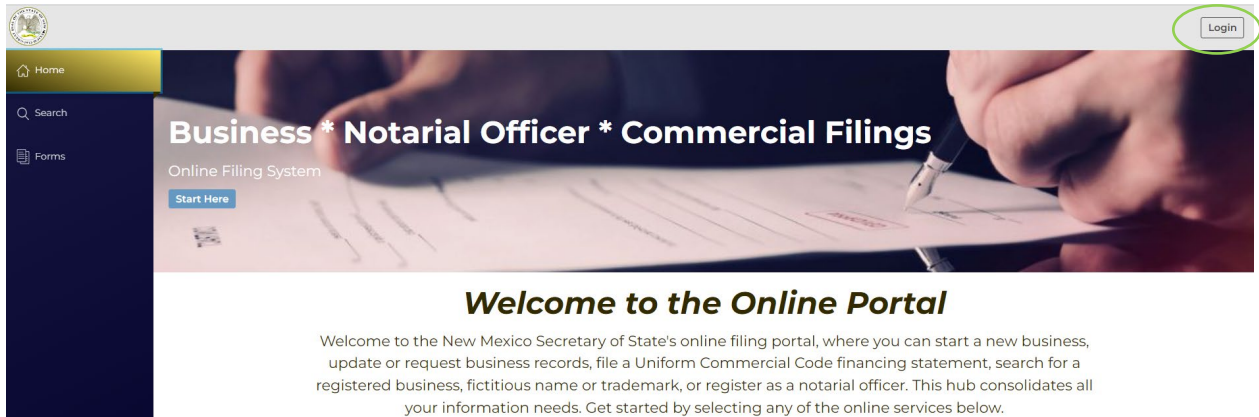 Login
Home
Search
Forms
Business * Notarial Officer * Commercial Filings
Online Filing System
Start Here
Welcome to the Online Portal
Welcome to the New Mexico Secretary of State's online filing portal, where you can start a new business,
update or request business records, file a Uniform Commercial Code financing statement, search for a
registered business, fictitious name or trademark, or register as a notarial officer. This hub consolidates all
your information needs. Get started by selecting any of the online services below.